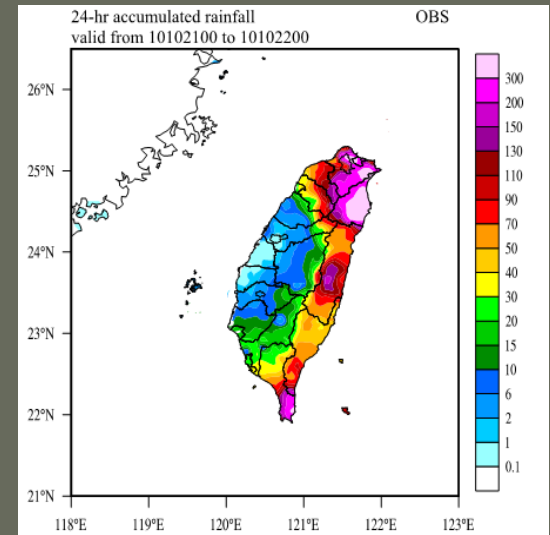 24-hr accumulated rainfall OBS
valid from 10102100 to 10102200
26°N
25°N
24°N
23°N
22°N
21°N
118°E 119°E 120°E 121°E 122°E 123°E
300
200
150
130
110
90
70
50
40
30
20
15
10
6
2
1
0.1